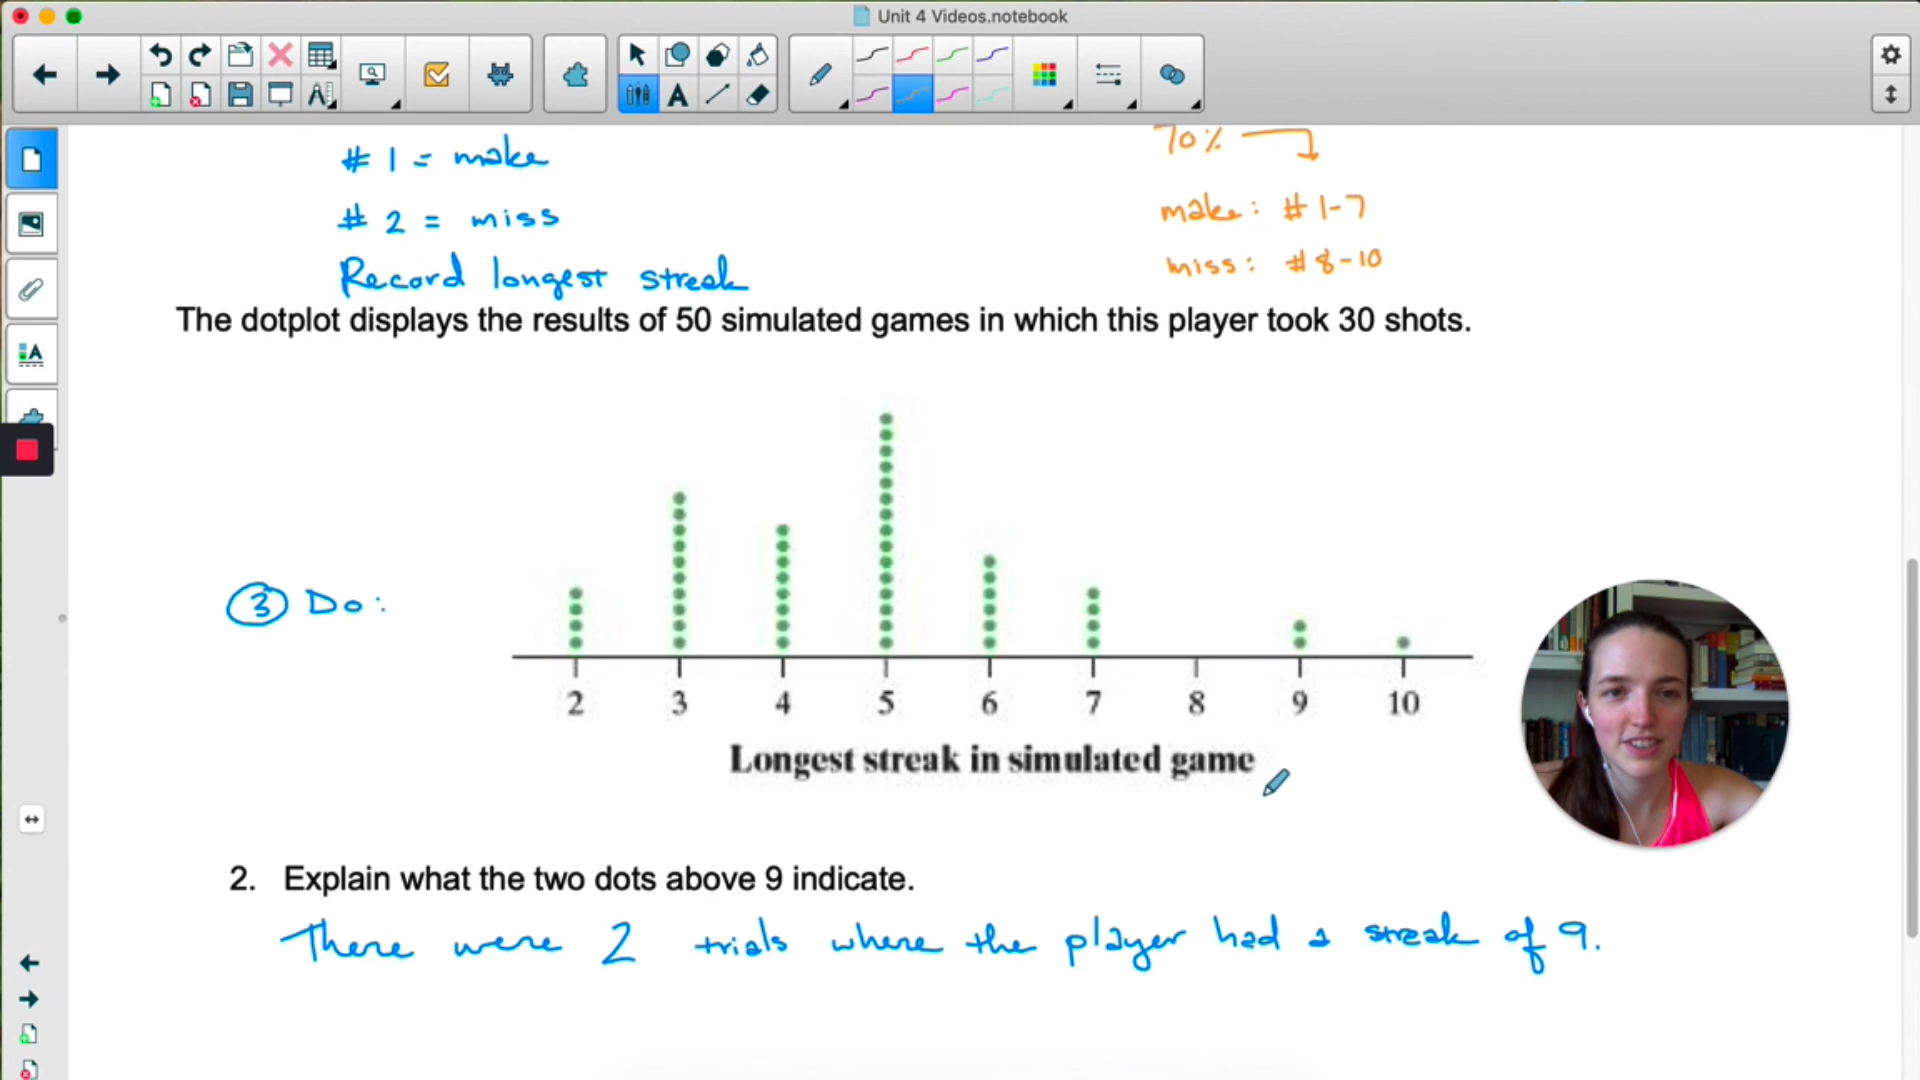 Unit 4 Videos.notebook
# 1 = make
# 2 = miss
Record longest streak
70%
make: # 1-7
miss: # 8-10
The dotplot displays the results of 50 simulated games in which this player took 30 shots.
3 Do:
2 3 4 5 6 7 8 9 10
Longest streak in simulated game
2. Explain what the two dots above 9 indicate.
There were 2 trials where the player had a streak of 9.